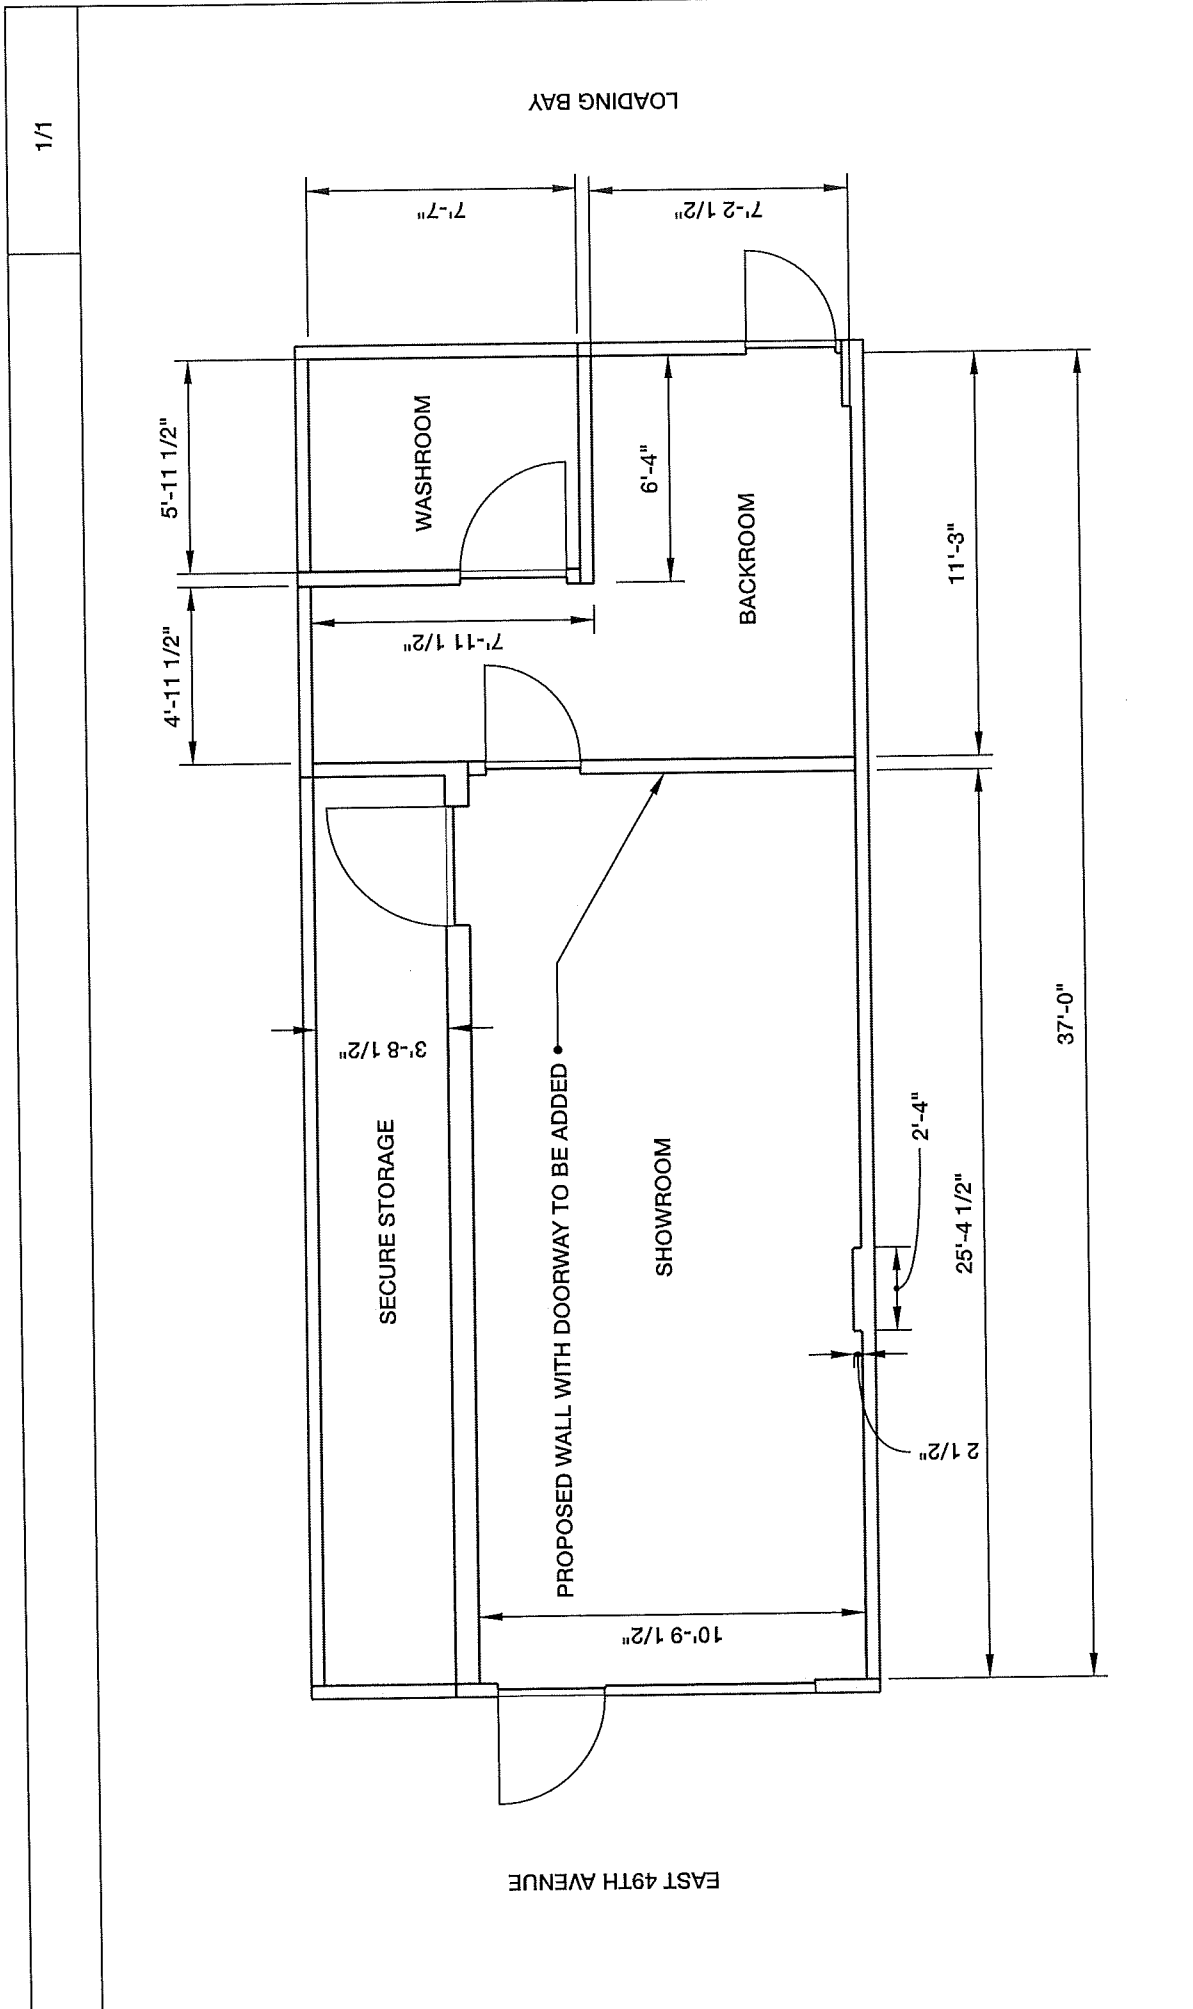 1/1
LOADING BAY
7'-7"
7'-2 1/2"
5'-11 1/2"
WASHROOM
6'-4"
BACKROOM
11'-3"
4'-11 1/2"
7'-11 1/2"
3'-8 1/2"
SECURE STORAGE
PROPOSED WALL WITH DOORWAY TO BE ADDED
SHOWROOM
2'-4"
25'-4 1/2"
37'-0"
2 1/2"
10'-9 1/2"
EAST 49TH AVENUE